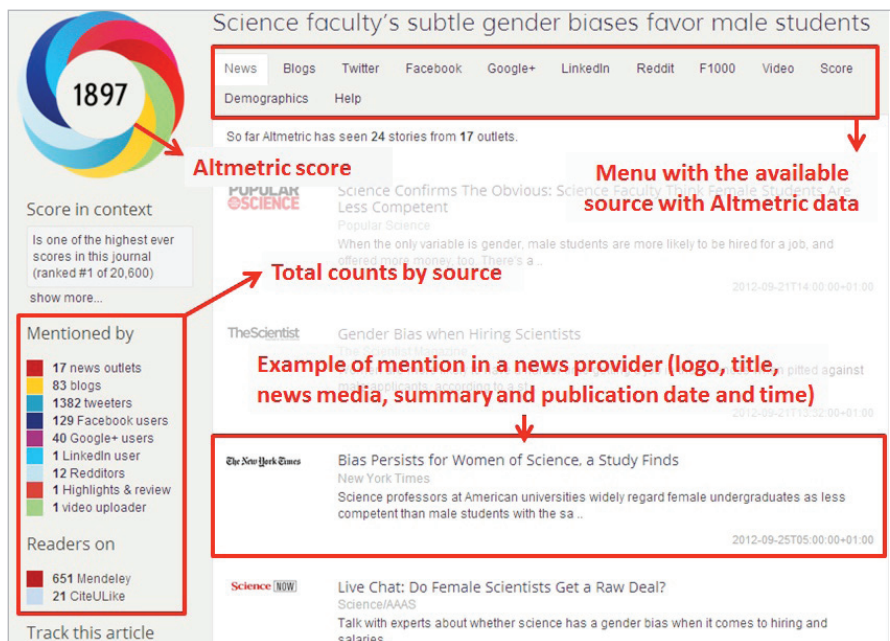 Science faculty's subtle gender biases favor male students
1897
News Blogs Twitter Facebook Google+ LinkedIn Reddit F1000 Video Score
Demographics Help
So far Altmetric has seen 24 stories from 17 outlets.
Altmetric score
Menu with the available
source with Altmetric data
POPULAR
SCIENCE
Science Confirms The Obvious: Science Faculty Think Female Students Are
Less Competent
Popular Science
When the only variable is gender, male students are more likely to be hired for a job, and
offered more money, too. There's a ..
2012-09-21T14:00:00+01:00
Score in context
Is one of the highest ever
scores in this journal
(ranked #1 of 20,600)
show more...
Total counts by source
Mentioned by
17 news outlets
83 blogs
1382 tweeters
129 Facebook users
40 Google+ users
1 LinkedIn user
12 Redditors
1 Highlights & review
1 video uploader
Readers on
651 Mendeley
21 CiteULike
Track this article
TheScientist
Gender Bias when Hiring Scientists
pitted against
Example of mention in a news provider (logo, title,
news media, summary and publication date and time)
2012-09-21T13:32:00+01:00
The New York Times
Bias Persists for Women of Science, a Study Finds
New York Times
Science professors at American universities widely regard female undergraduates as less
competent than male students with the sa ..
2012-09-25T05:00:00+01:00
Science NOW
Live Chat: Do Female Scientists Get a Raw Deal?
Science/AAAS
Talk with experts about whether science has a gender bias when it comes to hiring and
salaries